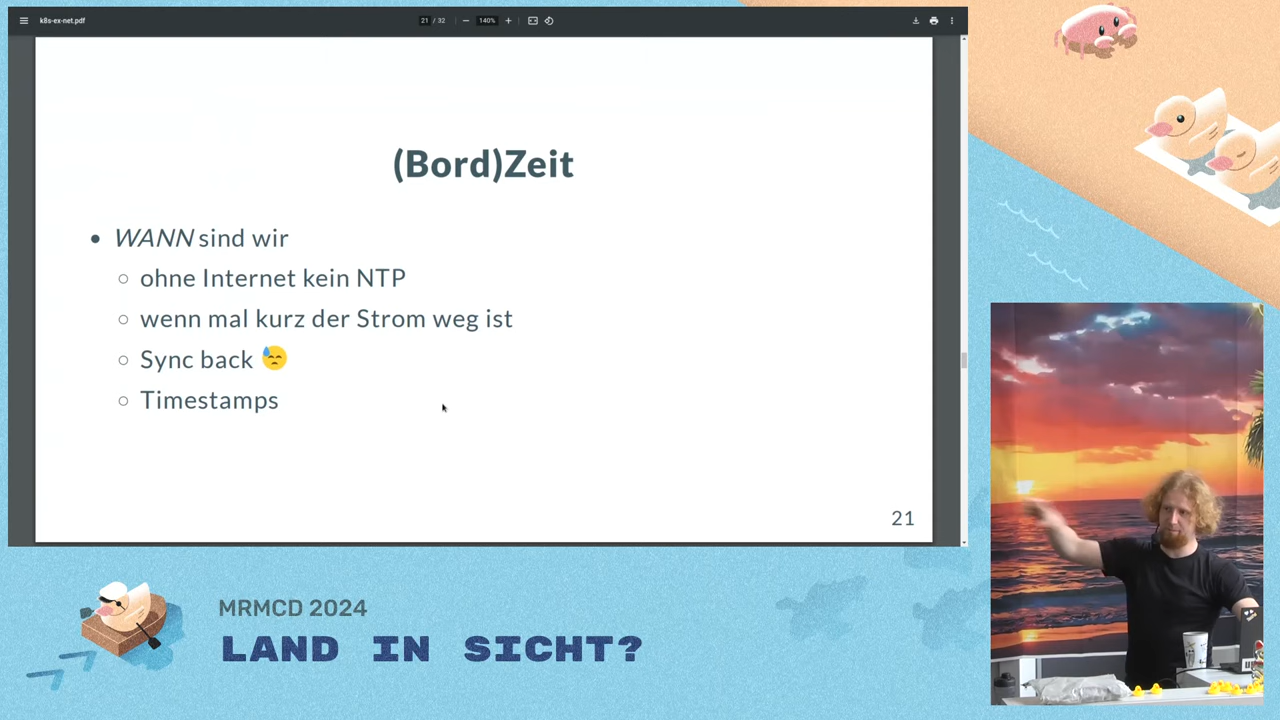 k8s-ex-net.pdf
21 / 32
140%
(Bord)Zeit
WANN sind wir
ohne Internet kein NTP
wenn mal kurz der Strom weg ist
Sync back 😓
Timestamps
21
MRMCD 2024
LAND IN SICHT?